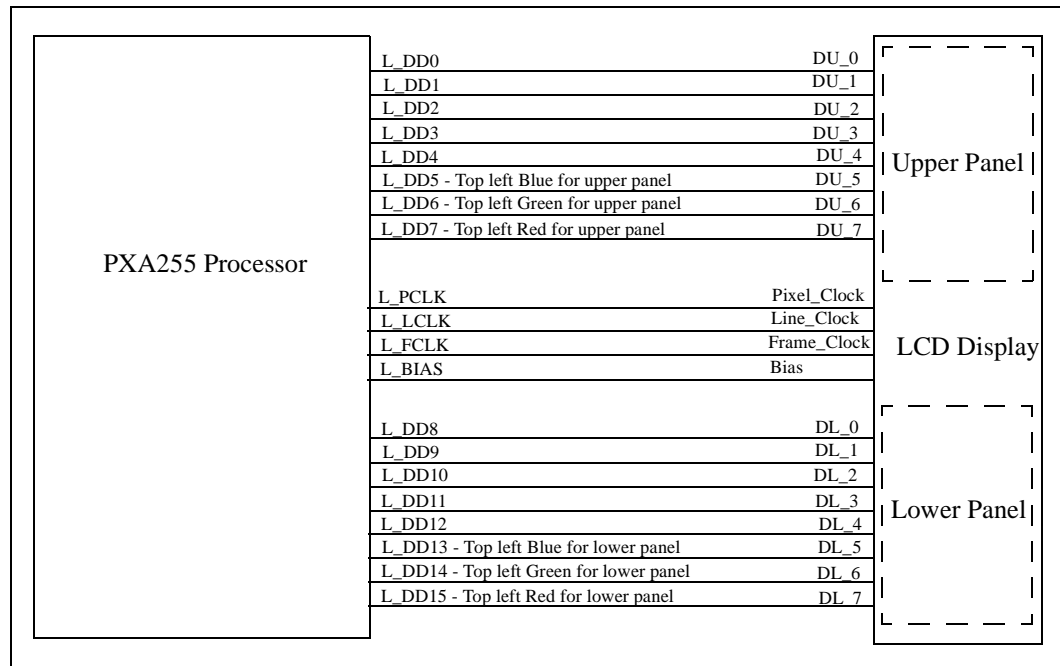 L_DD0 DU_0
L_DD1 DU_1
L_DD2 DU_2
L_DD3 DU_3
L_DD4 DU_4
L_DD5 - Top left Blue for upper panel DU_5
L_DD6 - Top left Green for upper panel DU_6
L_DD7 - Top left Red for upper panel DU_7
Upper Panel
PXA255 Processor
L_PCLK Pixel_Clock
L_LCLK Line_Clock
L_FCLK Frame_Clock
L_BIAS Bias
LCD Display
L_DD8 DL_0
L_DD9 DL_1
L_DD10 DL_2
L_DD11 DL_3
L_DD12 DL_4
L_DD13 - Top left Blue for lower panel DL_5
L_DD14 - Top left Green for lower panel DL_6
L_DD15 - Top left Red for lower panel DL_7
Lower Panel